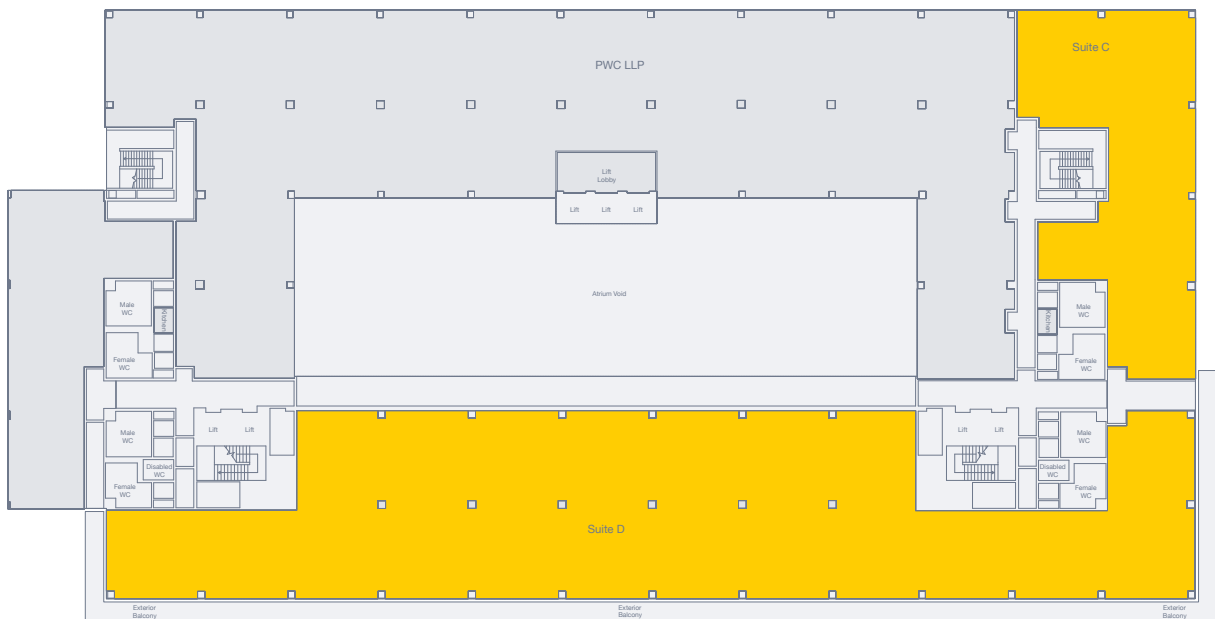 Suite C
PWC LLP
Lift
Lobby
Lift
Lift
Lift
Atrium Void
Male
WC
Kitchen
Female
WC
Kitchen
Male
WC
Female
WC
Male
WC
Lift
Lift
Disabled
WC
Female
WC
Lift
Lift
Male
WC
Disabled
WC
Female
WC
Suite D
Exterior
Balcony
Exterior
Balcony
Exterior
Balcony